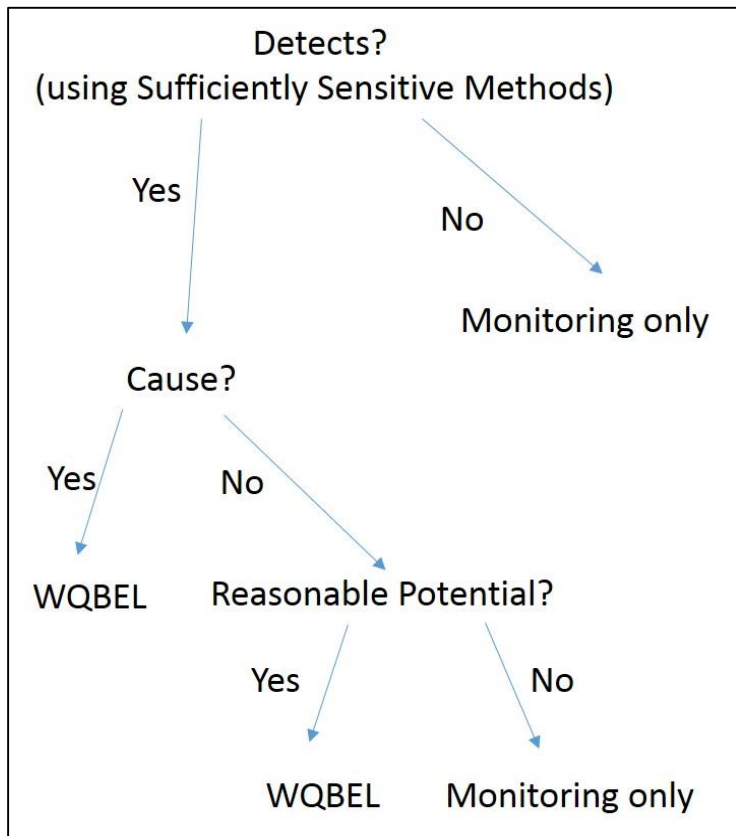 Detects?
(using Sufficiently Sensitive Methods)
Yes
No
Monitoring only
Cause?
Yes
No
WQBEL
Reasonable Potential?
Yes
No
WQBEL
Monitoring only